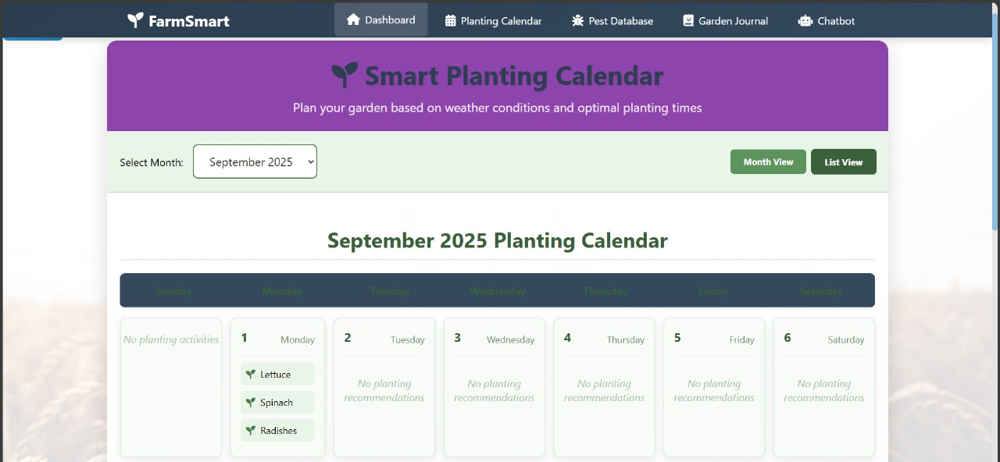 FarmSmart
Dashboard
Planting Calendar
Pest Database
Garden Journal
Chatbot
Smart Planting Calendar
Plan your garden based on weather conditions and optimal planting times
Select Month:
September 2025
Month View
List View
September 2025 Planting Calendar
Sunday
Monday
Tuesday
Wednesday
Thursday
Friday
Saturday
No planting activities
1 Monday
Lettuce
Spinach
Radishes
2 Tuesday
No planting
recommendations
3 Wednesday
No planting
recommendations
4 Thursday
No planting
recommendations
5 Friday
No planting
recommendations
6 Saturday
No planting
recommendations